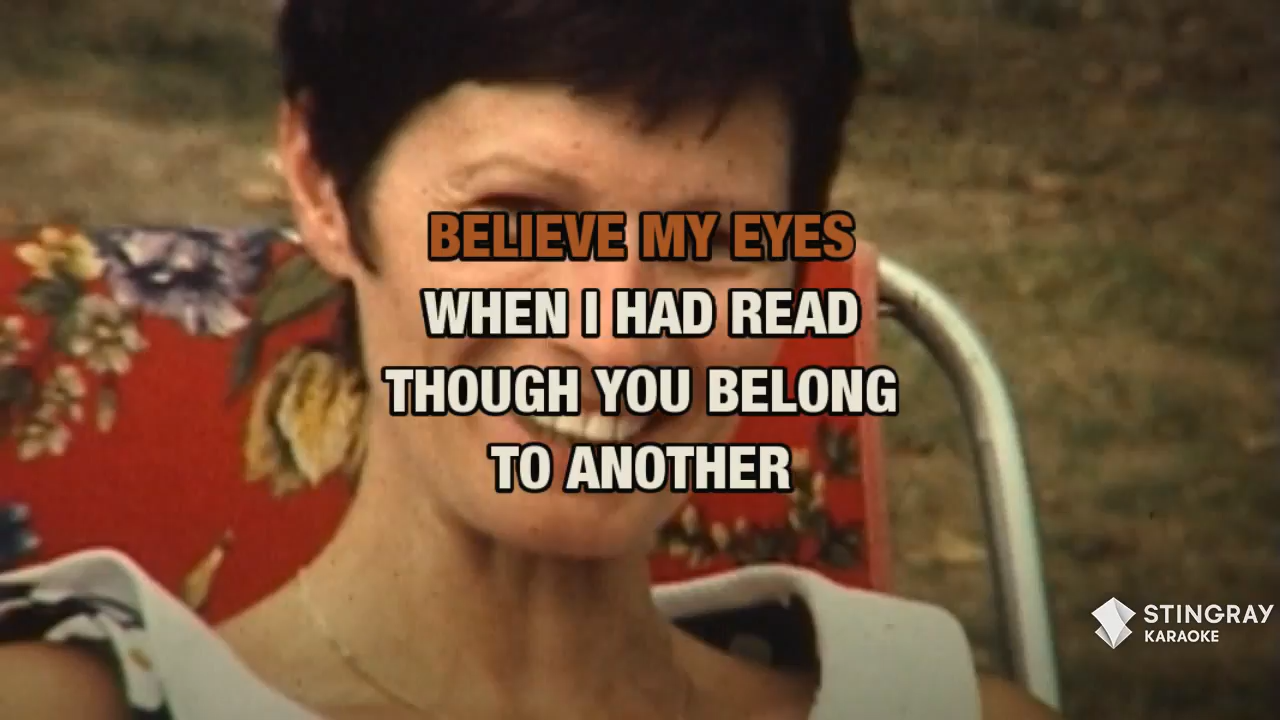 BELIEVE MY EYES
WHEN I HAD READ
THOUGH YOU BELONG
TO ANOTHER
STINGRAY
KARAOKE